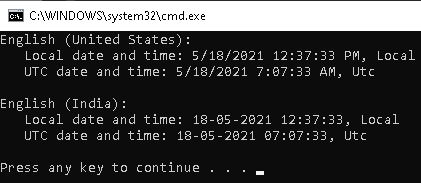 C:\WINDOWS\system32\cmd.exe
English (United States):
Local date and time: 5/18/2021 12:37:33 PM, Local
UTC date and time: 5/18/2021 7:07:33 AM, Utc
English (India):
Local date and time: 18-05-2021 12:37:33, Local
UTC date and time: 18-05-2021 07:07:33, Utc
Press any key to continue . . .